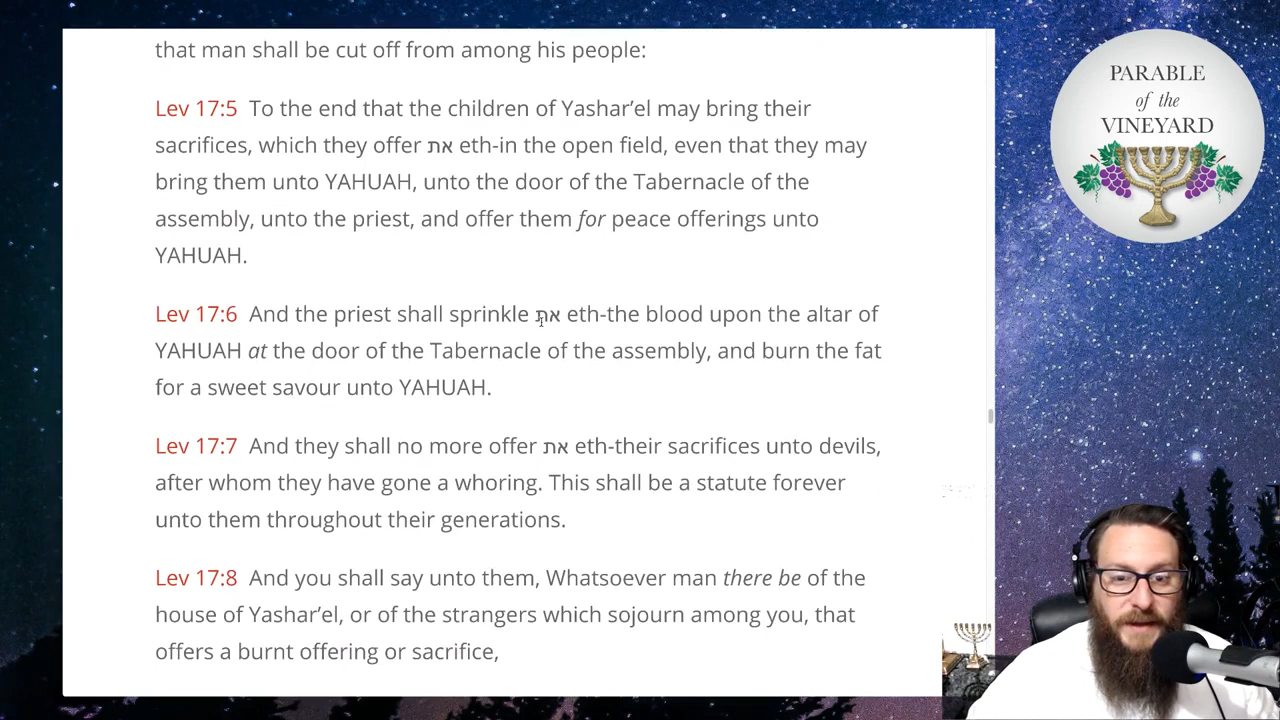 that man shall be cut off from among his people:
Lev 17:5 To the end that the children of Yashar’el may bring their
sacrifices, which they offer את eth-in the open field, even that they may
bring them unto YAHUAH, unto the door of the Tabernacle of the
assembly, unto the priest, and offer them for peace offerings unto
YAHUAH.
Lev 17:6 And the priest shall sprinkle את eth-the blood upon the altar of
YAHUAH at the door of the Tabernacle of the assembly, and burn the fat
for a sweet savour unto YAHUAH.
Lev 17:7 And they shall no more offer את eth-their sacrifices unto devils,
after whom they have gone a whoring. This shall be a statute forever
unto them throughout their generations.
Lev 17:8 And you shall say unto them, Whatsoever man there be of the
house of Yashar’el, or of the strangers which sojourn among you, that
offers a burnt offering or sacrifice,
PARABLE
of the
VINEYARD